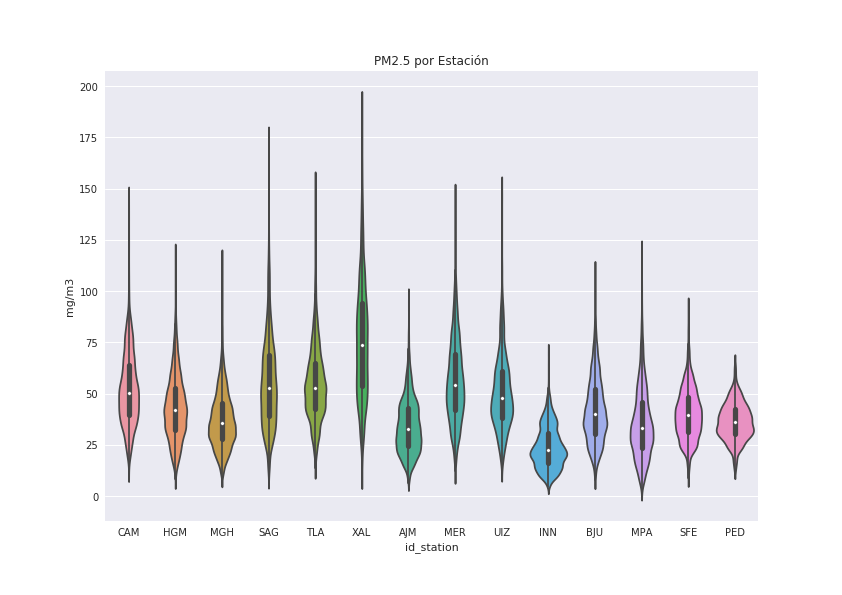 PM2.5 por Estación
200
175
150
125
100
75
50
25
0
mg/m3
CAM HGM MGH SAG TLA XAL AJM MER UIZ INN BJU MPA SFE PED
id_station